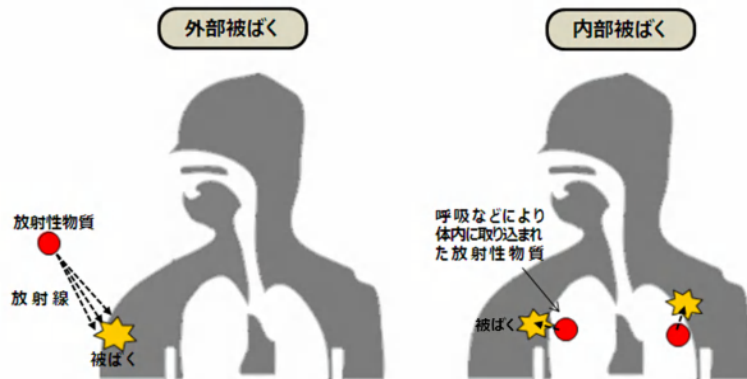 外部被ばく
放射性物質
放射線
被ばく
内部被ばく
呼吸などにより
体内に取り込まれ
た放射性物質
被ばく